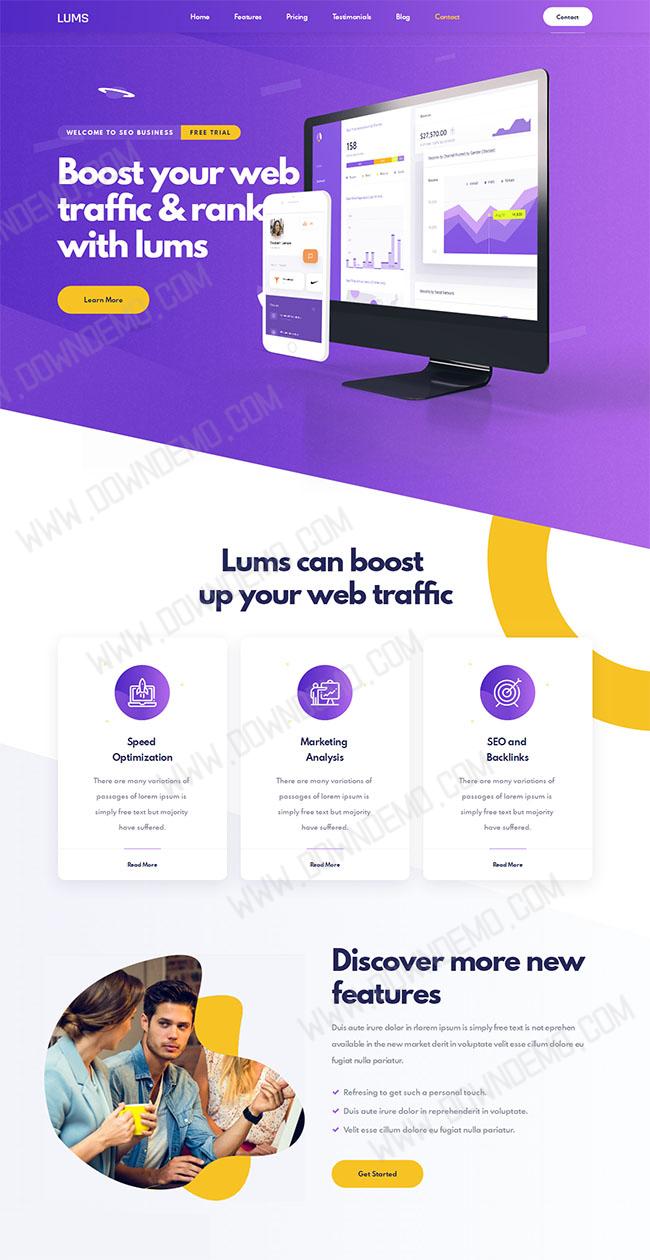 LUMS
Home Features Pricing Testimonials Blog Contact
Contact
WELCOME TO SEO BUSINESS FREE TRIAL
Boost your web
traffic & rank
with lums
Learn More
158
$27,570.00
Lums can boost
up your web traffic
Speed
Optimization
There are many variations of
passages of lorem ipsum is
simply free text but majority
have suffered.
Read More
Marketing
Analysis
There are many variations of
passages of lorem ipsum is
simply free text but majority
have suffered.
Read More
SEO and
Backlinks
There are many variations of
passages of lorem ipsum is
simply free text but majority
have suffered.
Read More
Discover more new
features
Duis aute irure dolor in rlorem ipsum is simply free text is not eprehen
available in the new market derit in voluptate velit esse cillum dolore eu
fugiat nulla pariatur.
Refresing to get such a personal touch.
Duis aute irure dolor in reprehenderit in voluptate.
Velit esse cillum dolore eu fugiat nulla pariatur.
Get Started
WWW.DOWNDEMO.COM